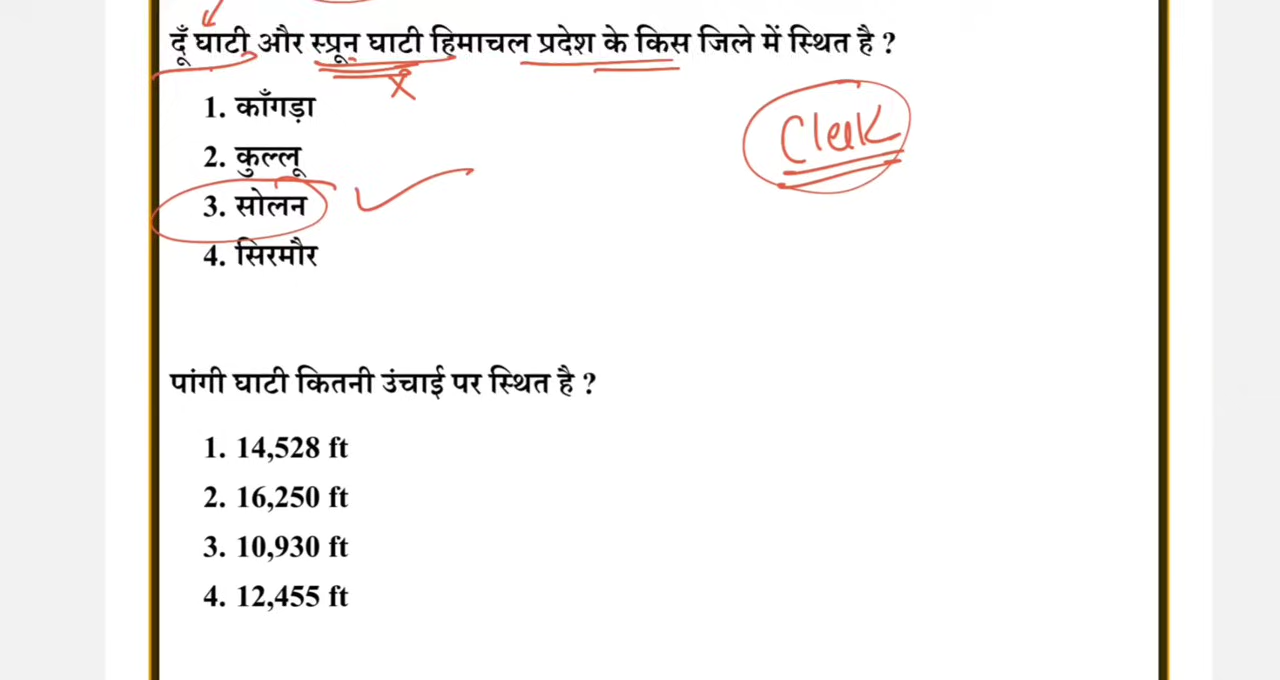 दूँ घाटी और स्प्रून घाटी हिमाचल प्रदेश के किस जिले में स्थित है ?
1. काँगड़ा
Clerk
2. कुल्लू
3. सोलन
4. सिरमौर
पांगी घाटी कितनी उंचाई पर स्थित है ?
1. 14,528 ft
2. 16,250 ft
3. 10,930 ft
4. 12,455 ft